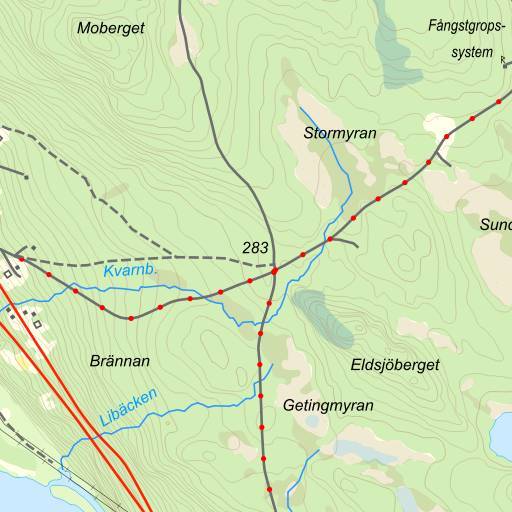 Moberget
Fångstgrops-
system
R
Stormyran
Sund
283
Kvarnb.
Brännan
Eldsjöberget
Libäcken
Getingmyran